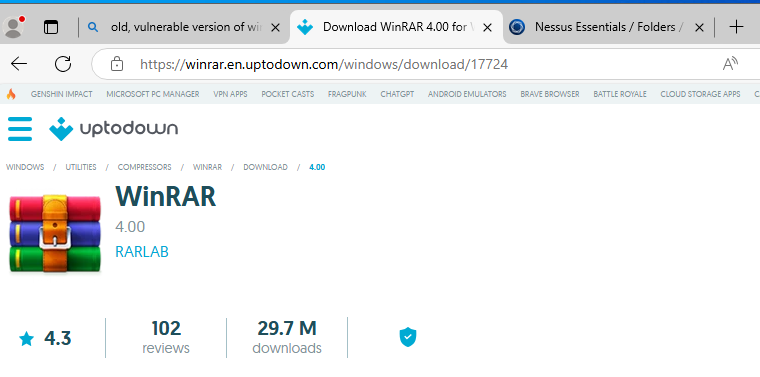 old, vulnerable version of wi
Download WinRAR 4.00 for
Nessus Essentials / Folders /
https://winrar.en.uptodown.com/windows/download/17724
GENSHIN IMPACT MICROSOFT PC MANAGER VPN APPS POCKET CASTS FRAGPUNK CHATGPT ANDROID EMULATORS BRAVE BROWSER BATTLE ROYALE CLOUD STORAGE APPS
uptodown
WINDOWS / UTILITIES / COMPRESSORS / WINRAR / DOWNLOAD / 4.00
WinRAR
4.00
RARLAB
4.3
102
reviews
29.7 M
downloads